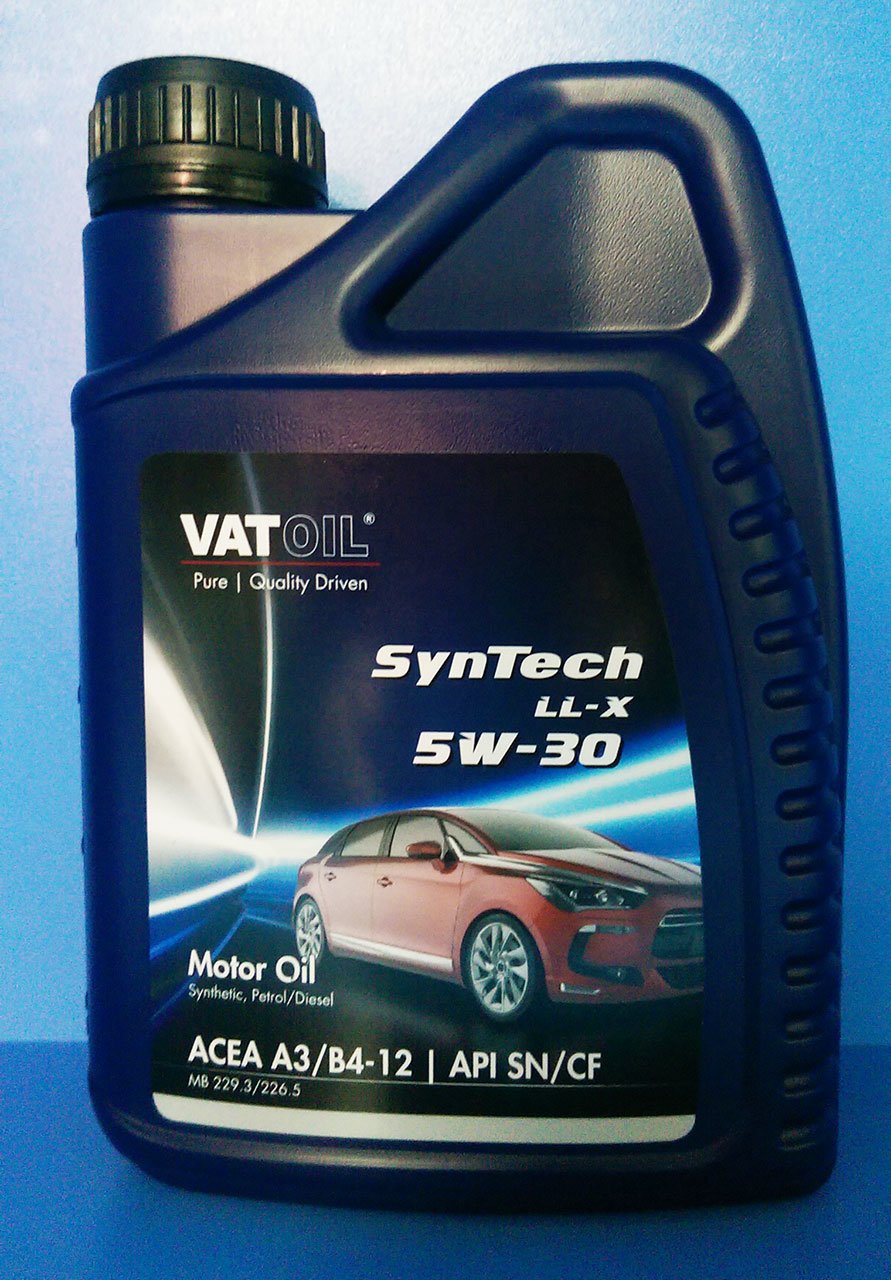 VATOIL®
Pure | Quality Driven
SynTech
LL-X
5W-30
Motor Oil
Synthetic, Petrol/Diesel
ACEA A3/B4-12 | API SN/CF
MB 229.3/226.5